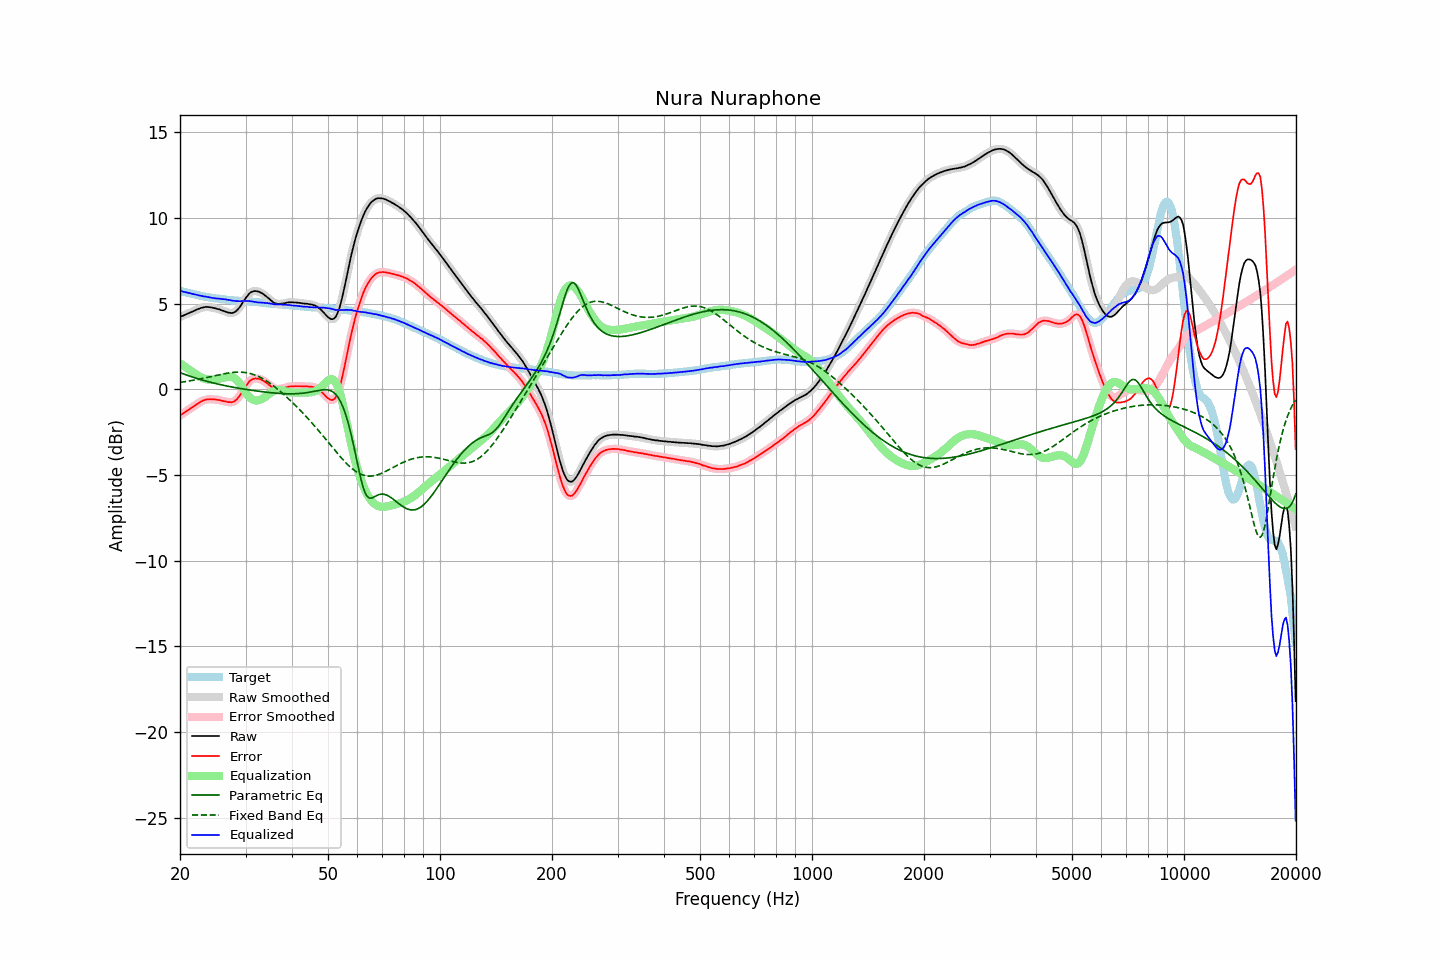 Nura Nuraphone
Amplitude (dBr)
15
10
5
0
−5
−10
−15
−20
−25
Target
Raw Smoothed
Error Smoothed
Raw
Error
Equalization
Parametric Eq
Fixed Band Eq
Equalized
20 50 100 200 500 1000 2000 5000 10000 20000
Frequency (Hz)